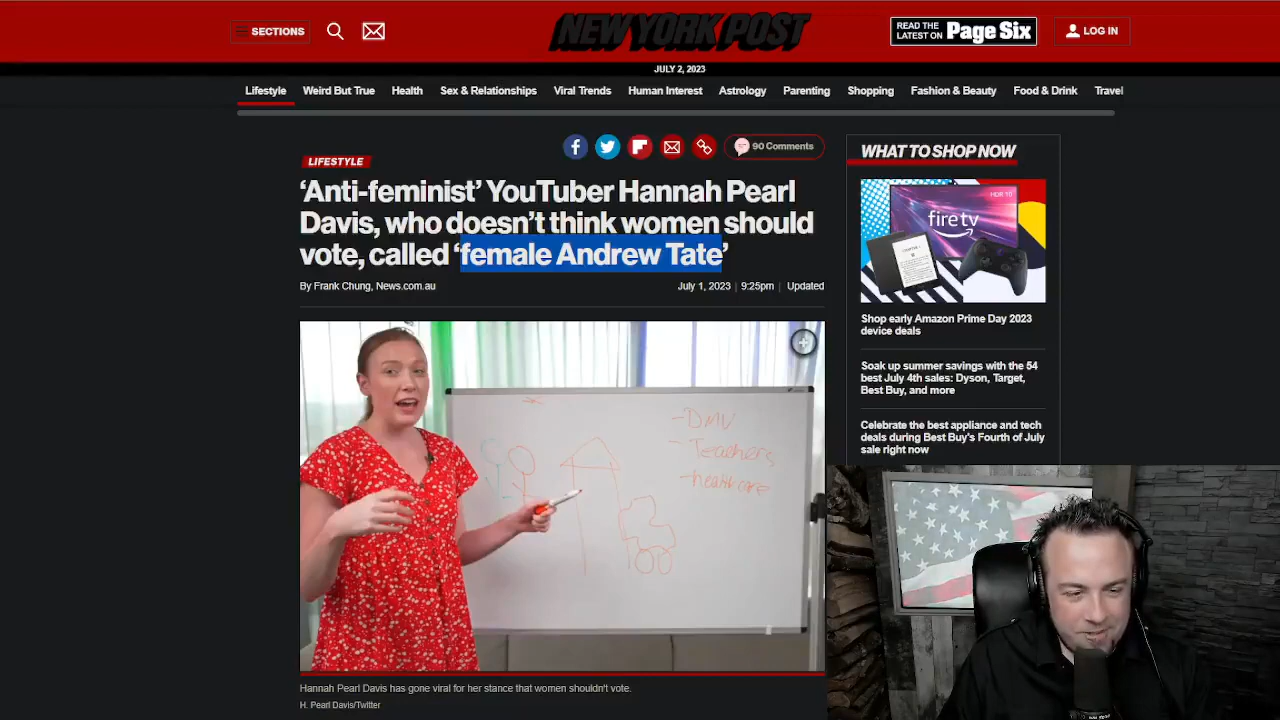 SECTIONS
NEW YORK POST
READ THE
LATEST ON
Page Six
LOG IN
JULY 2, 2023
Lifestyle
Weird But True
Health
Sex & Relationships
Viral Trends
Human Interest
Astrology
Parenting
Shopping
Fashion & Beauty
Food & Drink
Travel
90 Comments
LIFESTYLE
‘Anti-feminist’ YouTuber Hannah Pearl
Davis, who doesn’t think women should
vote, called ‘female Andrew Tate’
By Frank Chung, News.com.au
July 1, 2023
9:25pm
Updated
- DMV
- Teachers
- healthcare
Hannah Pearl Davis has gone viral for her stance that women shouldn't vote.
H. Pearl Davis/Twitter
WHAT TO SHOP NOW
HDR 10
fire tv
Shop early Amazon Prime Day 2023
device deals
Soak up summer savings with the 54
best July 4th sales: Dyson, Target,
Best Buy, and more
Celebrate the best appliance and tech
deals during Best Buy's Fourth of July
sale right now